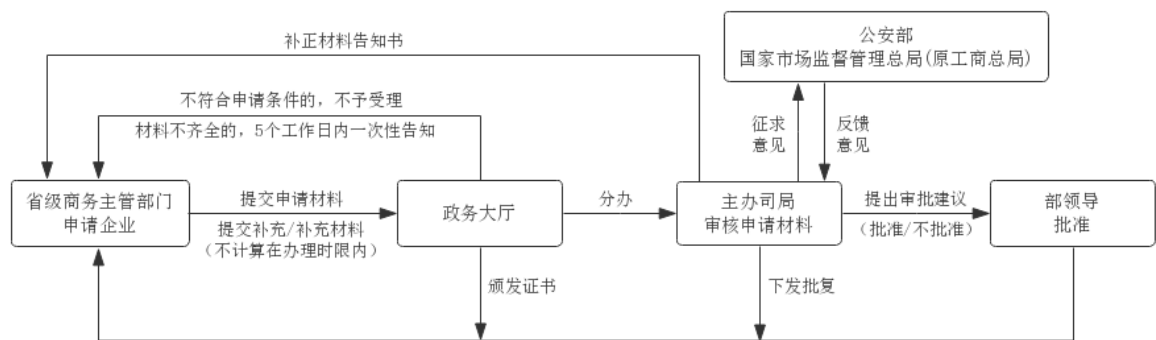 补正材料告知书
公安部
国家市场监督管理总局(原工商总局)
不符合申请条件的，不予受理
材料不齐全的，5个工作日内一次性告知
征求
意见
反馈
意见
省级商务主管部门
申请企业
提交申请材料
提交补充/补充材料
（不计算在办理时限内）
政务大厅
分办
主办司局
审核申请材料
提出审批建议
（批准/不批准）
部领导
批准
颁发证书
下发批复